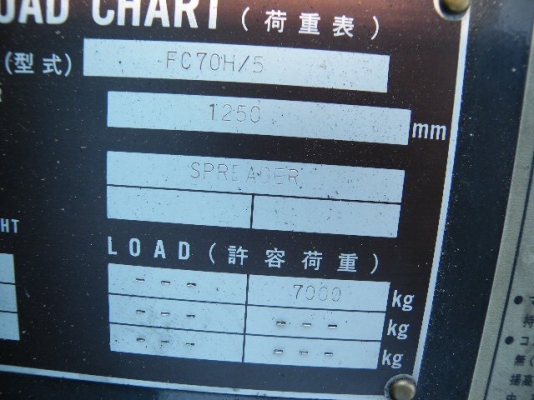 OAD CHART (荷重表)
(型式) FC70H/5
1250 mm
SPREADER
HT
LOAD (許容荷重)
--- 7000 kg
--- --- kg
--- --- kg